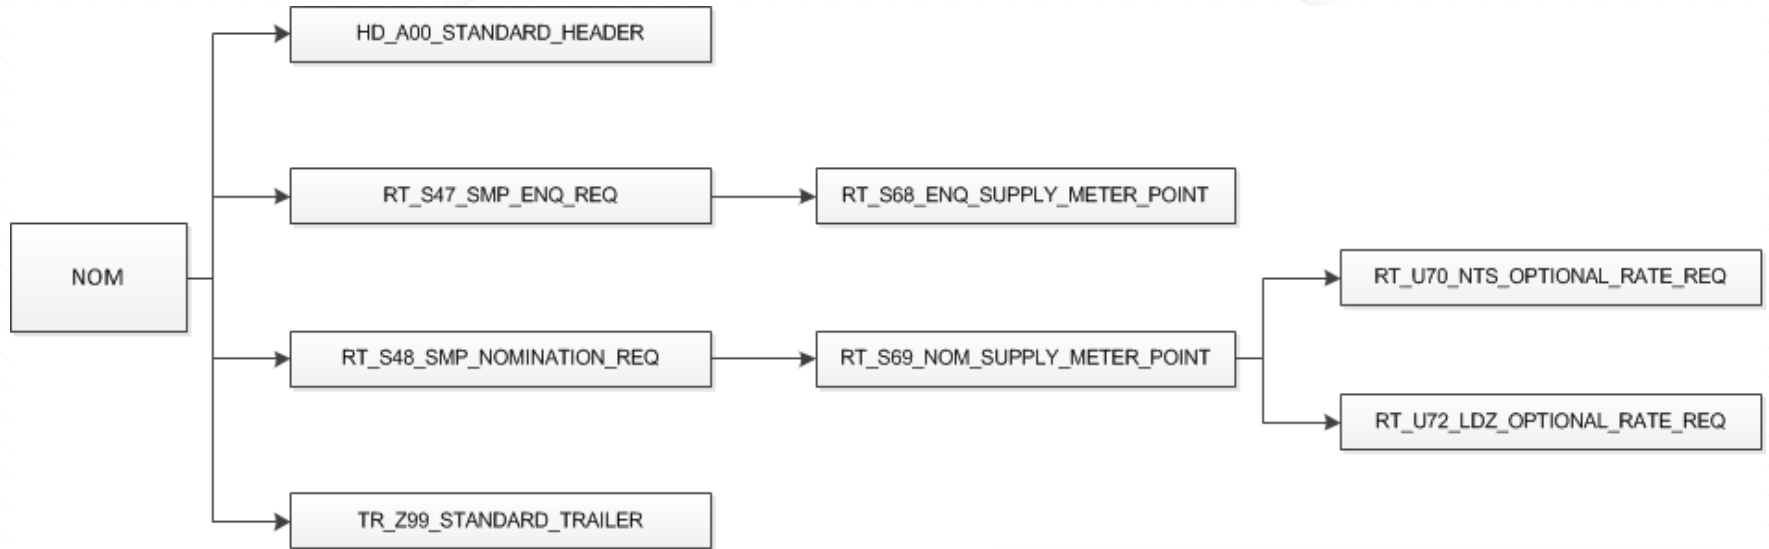 HD_A00_STANDARD_HEADER
RT_S47_SMP_ENQ_REQ
RT_S68_ENQ_SUPPLY_METER_POINT
NOM
RT_U70_NTS_OPTIONAL_RATE_REQ
RT_S48_SMP_NOMINATION_REQ
RT_S69_NOM_SUPPLY_METER_POINT
RT_U72_LDZ_OPTIONAL_RATE_REQ
TR_Z99_STANDARD_TRAILER